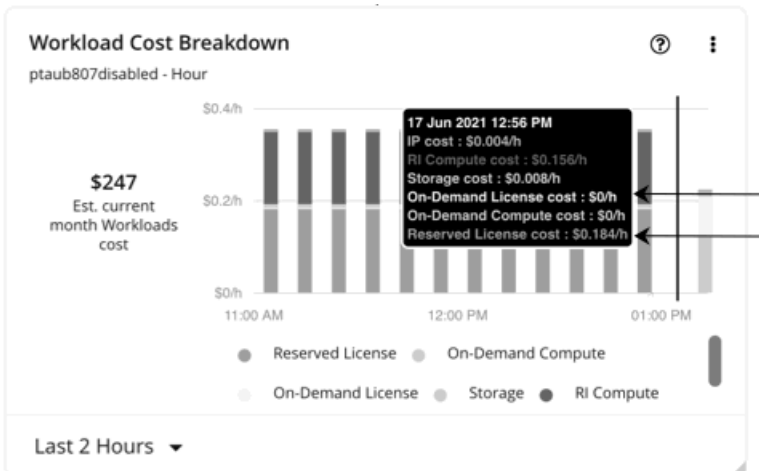 Workload Cost Breakdown
ptaub807disabled - Hour
$247
Est. current
month Workloads
cost
$0.4/h
$0.2/h
$0/h
17 Jun 2021 12:56 PM
IP cost : $0.004/h
RI Compute cost : $0.156/h
Storage cost : $0.008/h
On-Demand License cost : $0/h
On-Demand Compute cost : $0/h
Reserved License cost : $0.184/h
11:00 AM 12:00 PM 01:00 PM
Reserved License On-Demand Compute
On-Demand License Storage RI Compute
Last 2 Hours